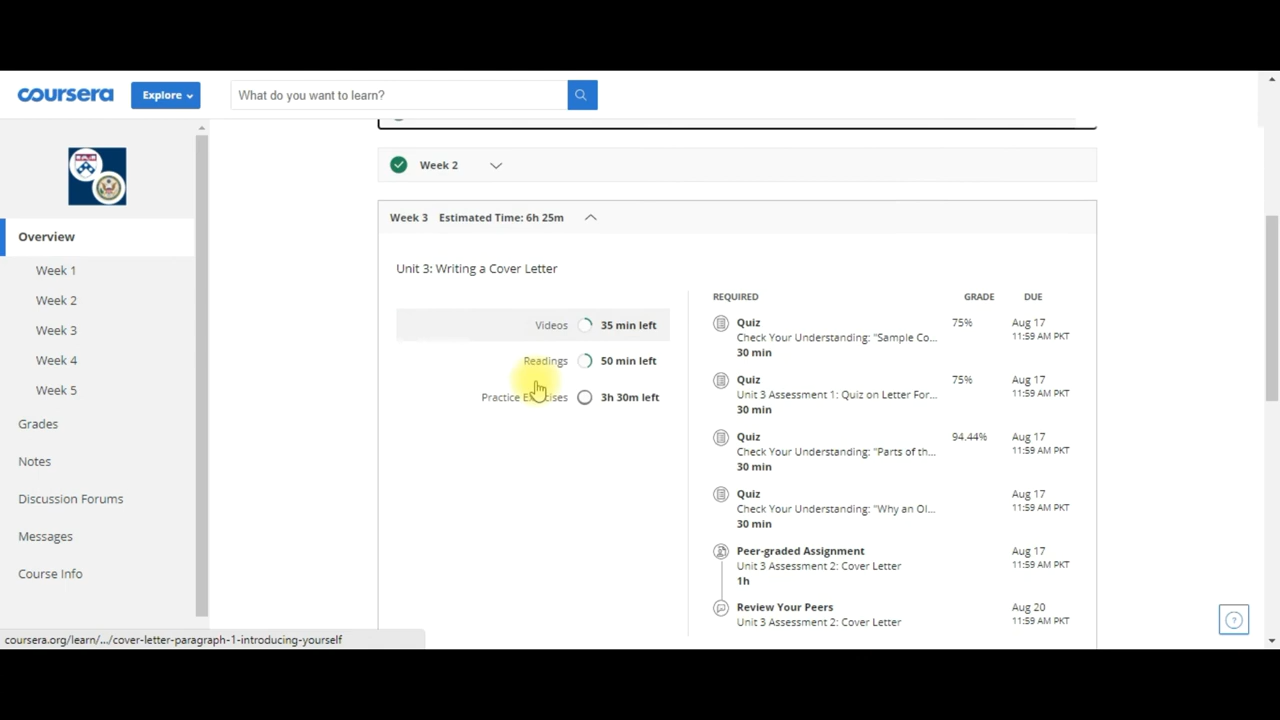 coursera
Explore
What do you want to learn?
Overview
Week 1
Week 2
Week 3
Week 4
Week 5
Grades
Notes
Discussion Forums
Messages
Course Info
Week 2
Week 3 Estimated Time: 6h 25m
Unit 3: Writing a Cover Letter
Videos 35 min left
Readings 50 min left
Practice Exercises 3h 30m left
REQUIRED GRADE DUE
Quiz 75% Aug 17
Check Your Understanding: "Sample Co... 11:59 AM PKT
30 min
Quiz 75% Aug 17
Unit 3 Assessment 1: Quiz on Letter For... 11:59 AM PKT
30 min
Quiz 94.44% Aug 17
Check Your Understanding: "Parts of th... 11:59 AM PKT
30 min
Quiz Aug 17
Check Your Understanding: "Why an Ol... 11:59 AM PKT
30 min
Peer-graded Assignment Aug 17
Unit 3 Assessment 2: Cover Letter 11:59 AM PKT
1h
Review Your Peers Aug 20
Unit 3 Assessment 2: Cover Letter 11:59 AM PKT
coursera.org/learn/.../cover-letter-paragraph-1-introducing-yourself